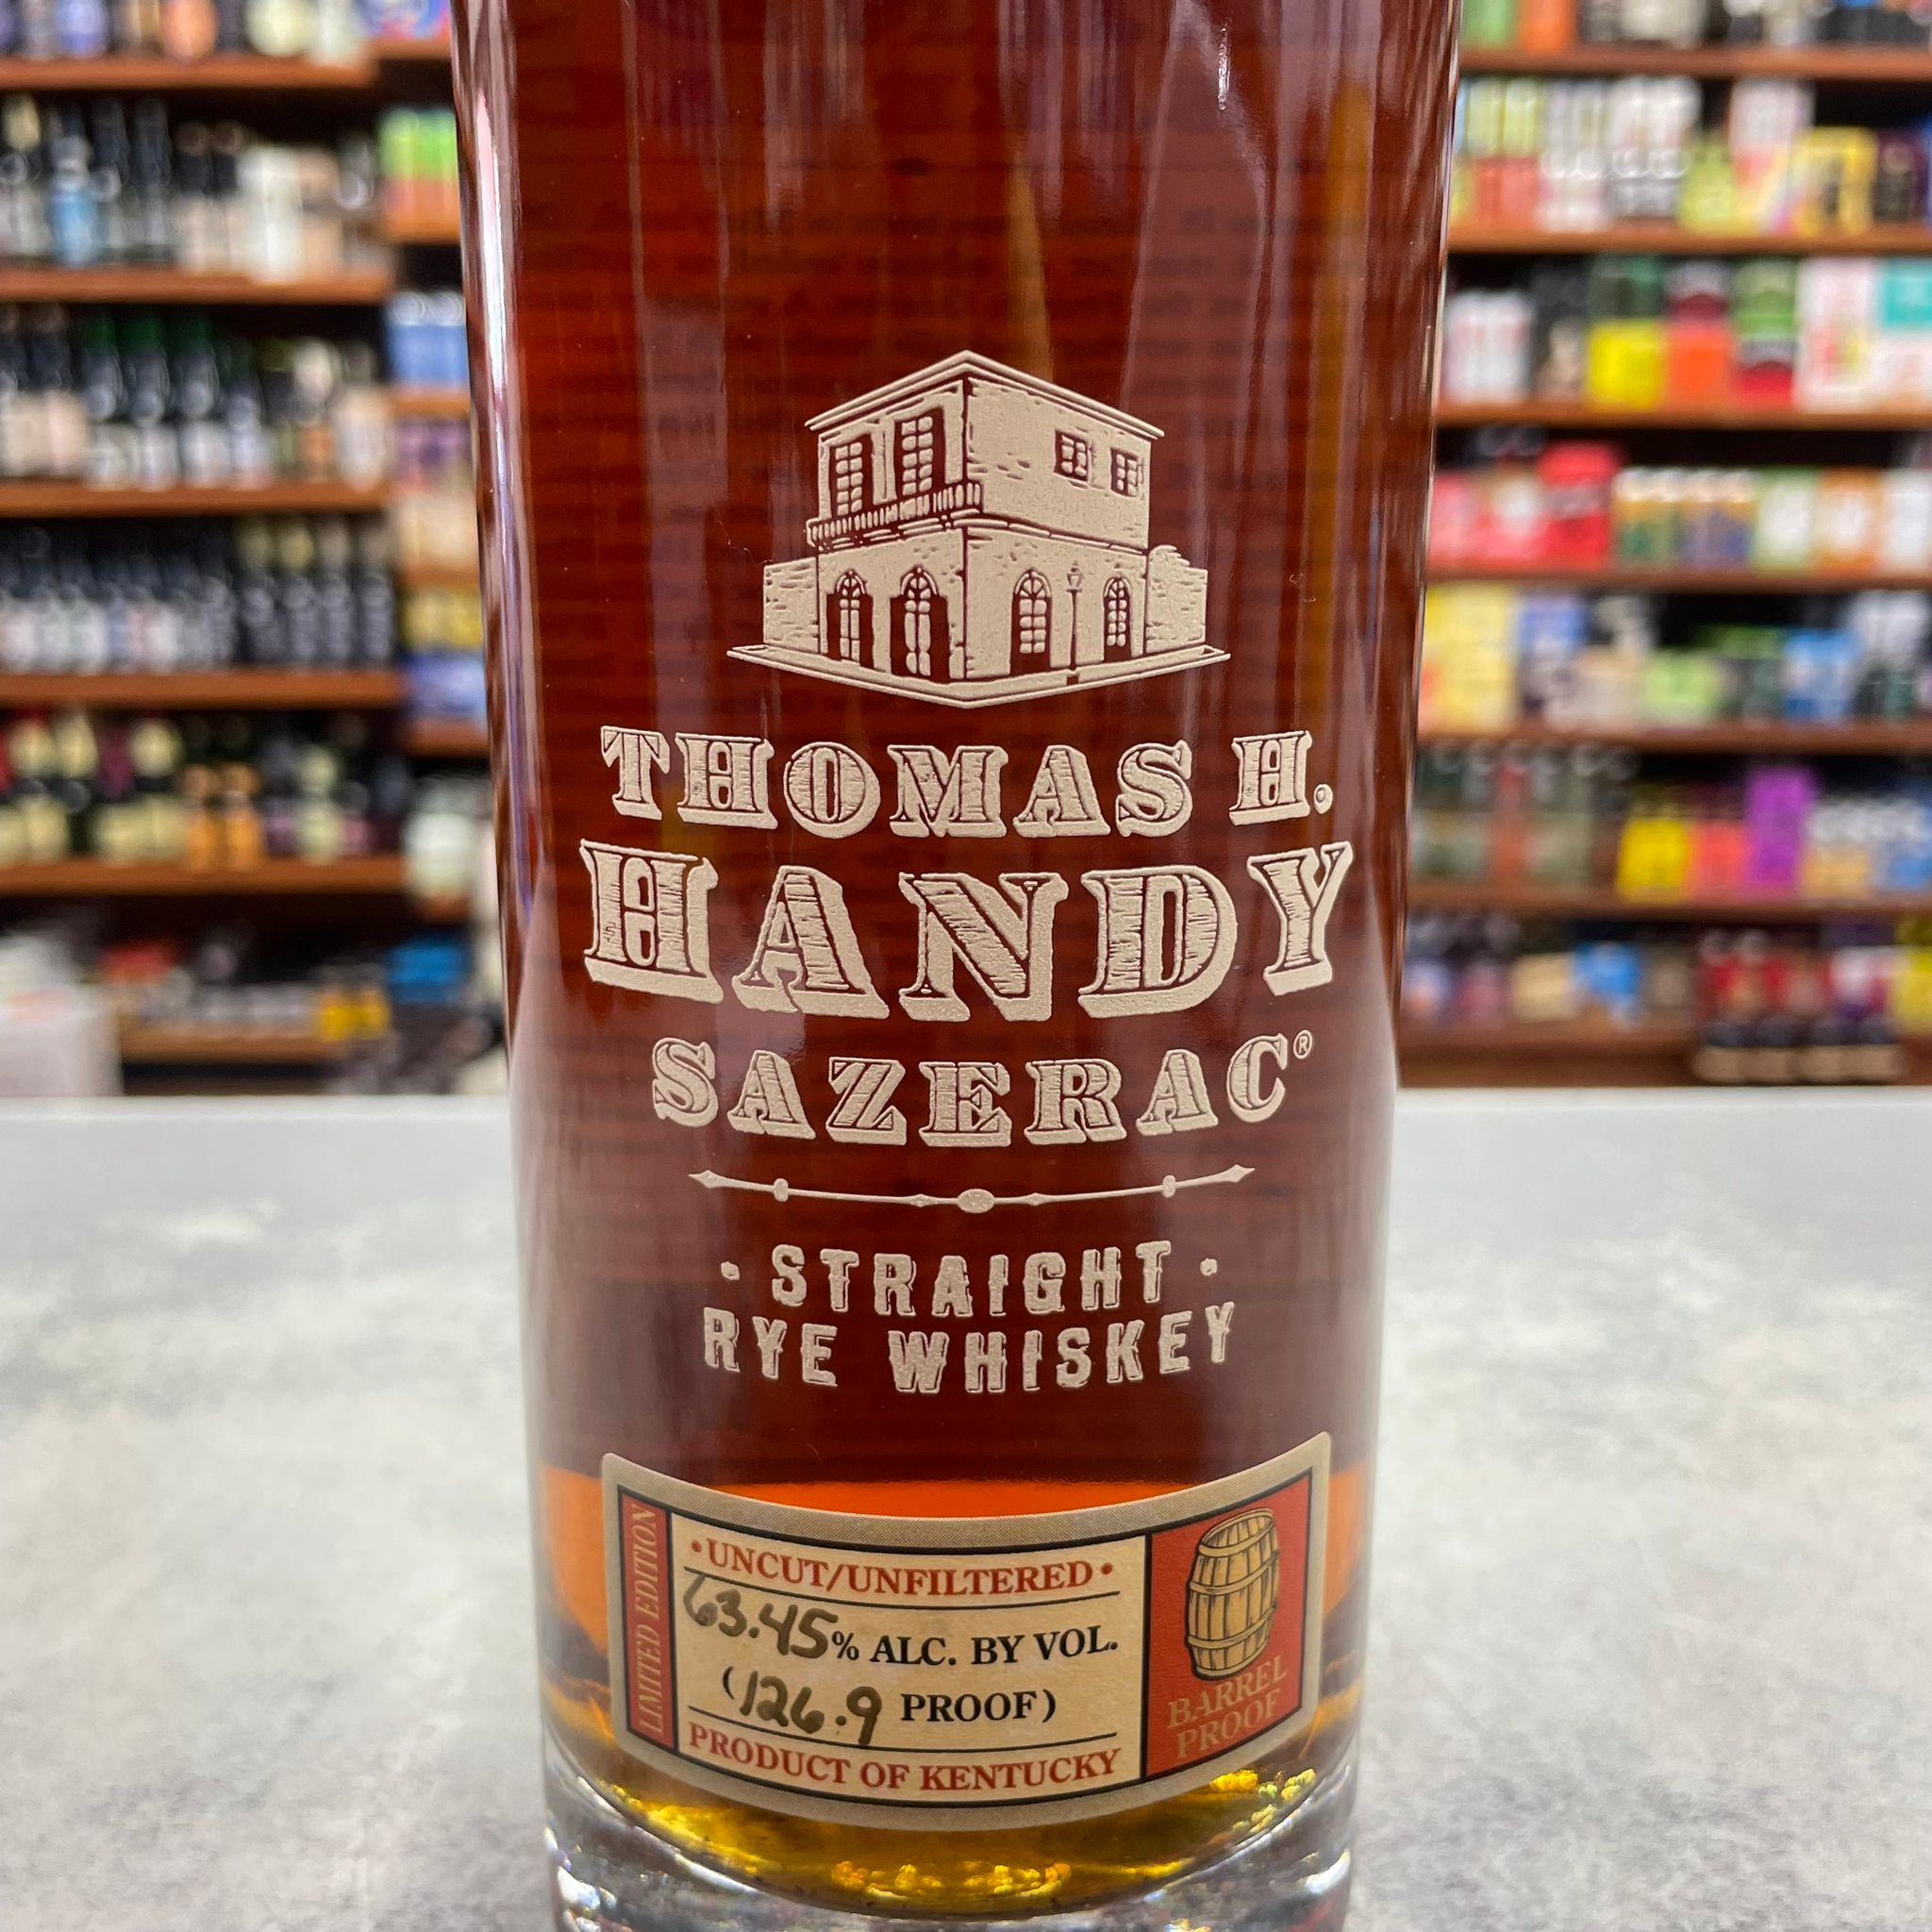 THOMAS H.
HANDY
SAZERAC®
· STRAIGHT ·
RYE WHISKEY
LIMITED EDITION
• UNCUT/UNFILTERED •
63.45% ALC. BY VOL.
(126.9 PROOF)
PRODUCT OF KENTUCKY
BARREL
PROOF